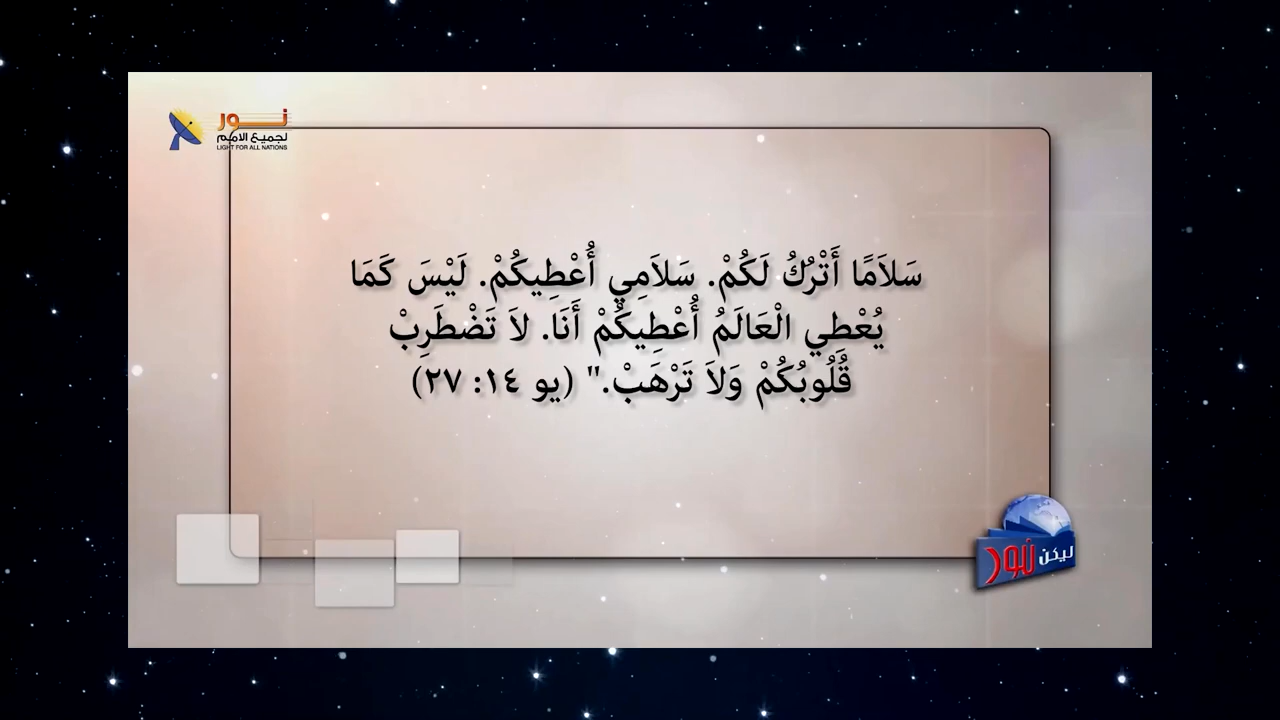 نور
لجميع الامم
LIGHT FOR ALL NATIONS
سَلاَمًا أَتْرُكُ لَكُمْ. سَلاَمِي أُعْطِيكُمْ. لَيْسَ كَمَا
يُعْطِي الْعَالَمُ أُعْطِيكُمْ أَنَا. لاَ تَضْطَرِبْ
قُلُوبُكُمْ وَلاَ تَرْهَبْ." (يو ١٤: ٢٧)
ليكن نور